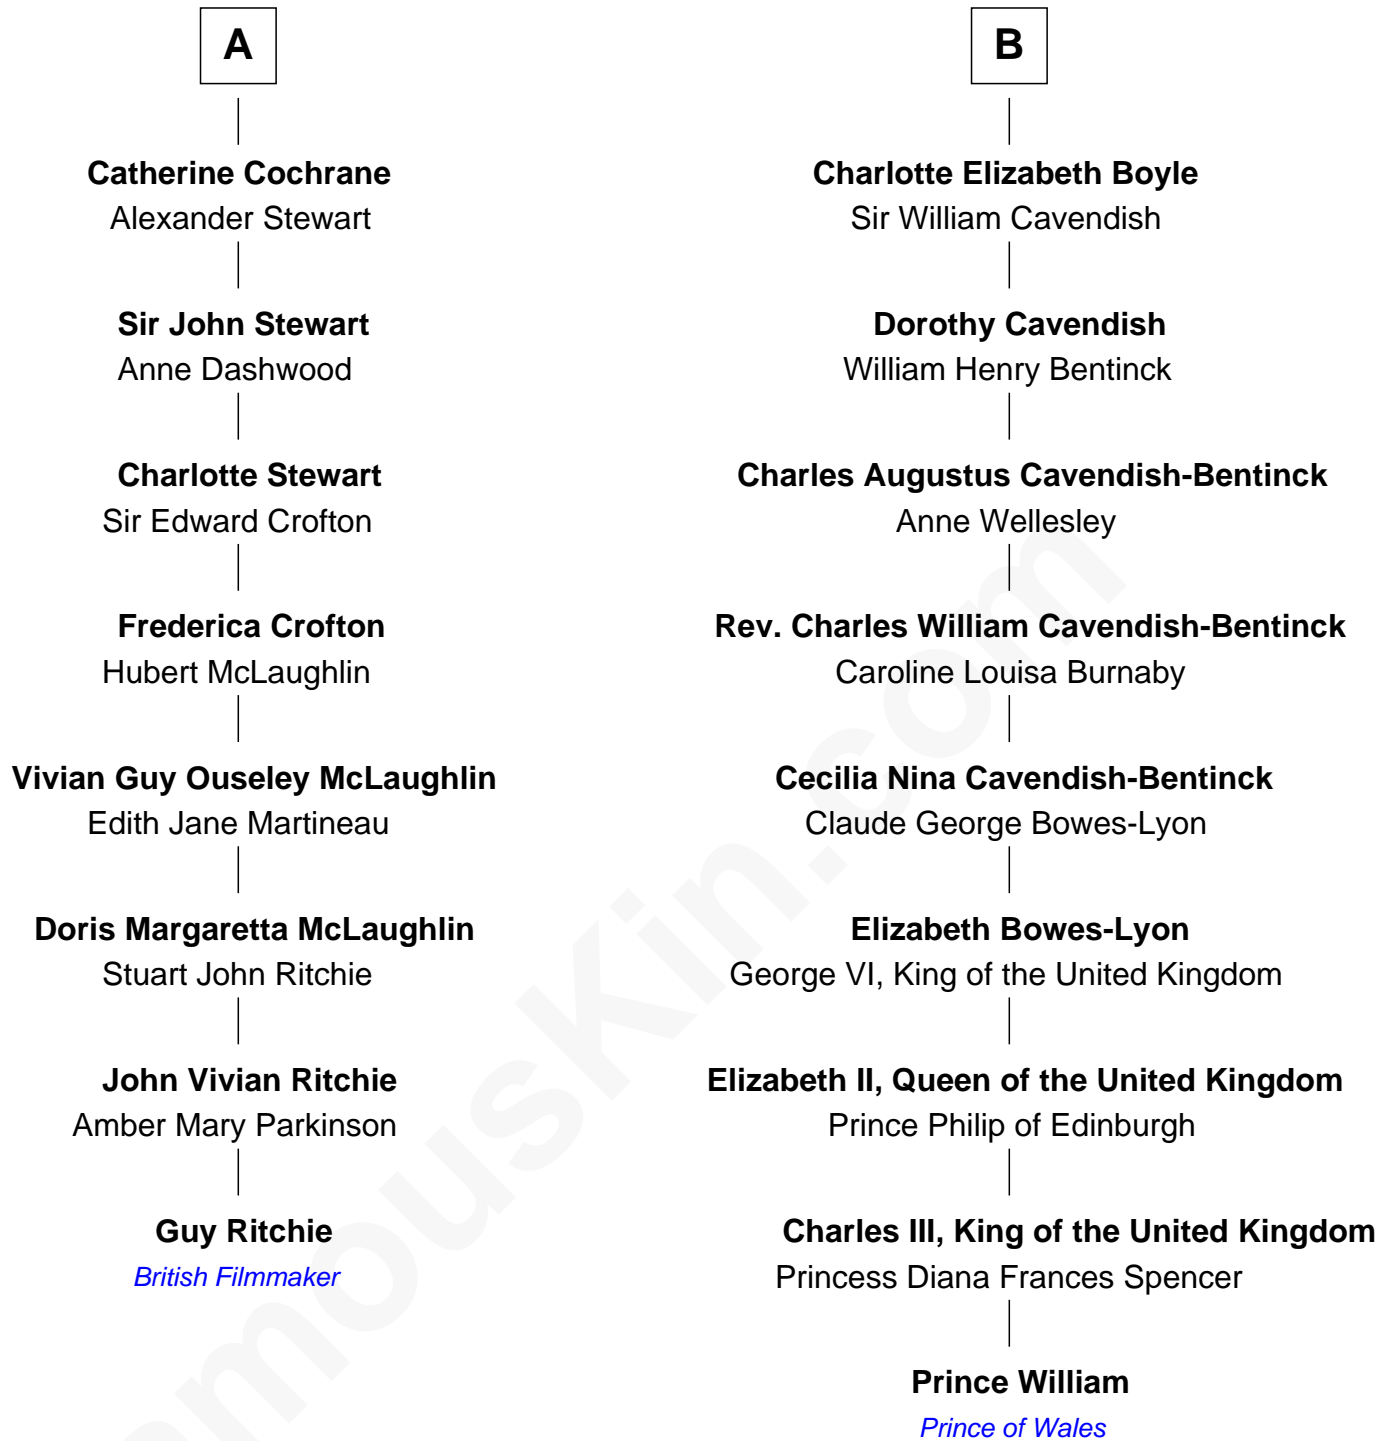 A
Catherine Cochrane
Alexander Stewart
Sir John Stewart
Anne Dashwood
Charlotte Stewart
Sir Edward Crofton
Frederica Crofton
Hubert McLaughlin
Vivian Guy Ouseley McLaughlin
Edith Jane Martineau
Doris Margaretta McLaughlin
Stuart John Ritchie
John Vivian Ritchie
Amber Mary Parkinson
Guy Ritchie
British Filmmaker
B
Charlotte Elizabeth Boyle
Sir William Cavendish
Dorothy Cavendish
William Henry Bentinck
Charles Augustus Cavendish-Bentinck
Anne Wellesley
Rev. Charles William Cavendish-Bentinck
Caroline Louisa Burnaby
Cecilia Nina Cavendish-Bentinck
Claude George Bowes-Lyon
Elizabeth Bowes-Lyon
George VI, King of the United Kingdom
Elizabeth II, Queen of the United Kingdom
Prince Philip of Edinburgh
Charles III, King of the United Kingdom
Princess Diana Frances Spencer
Prince William
Prince of Wales
amousKin.com